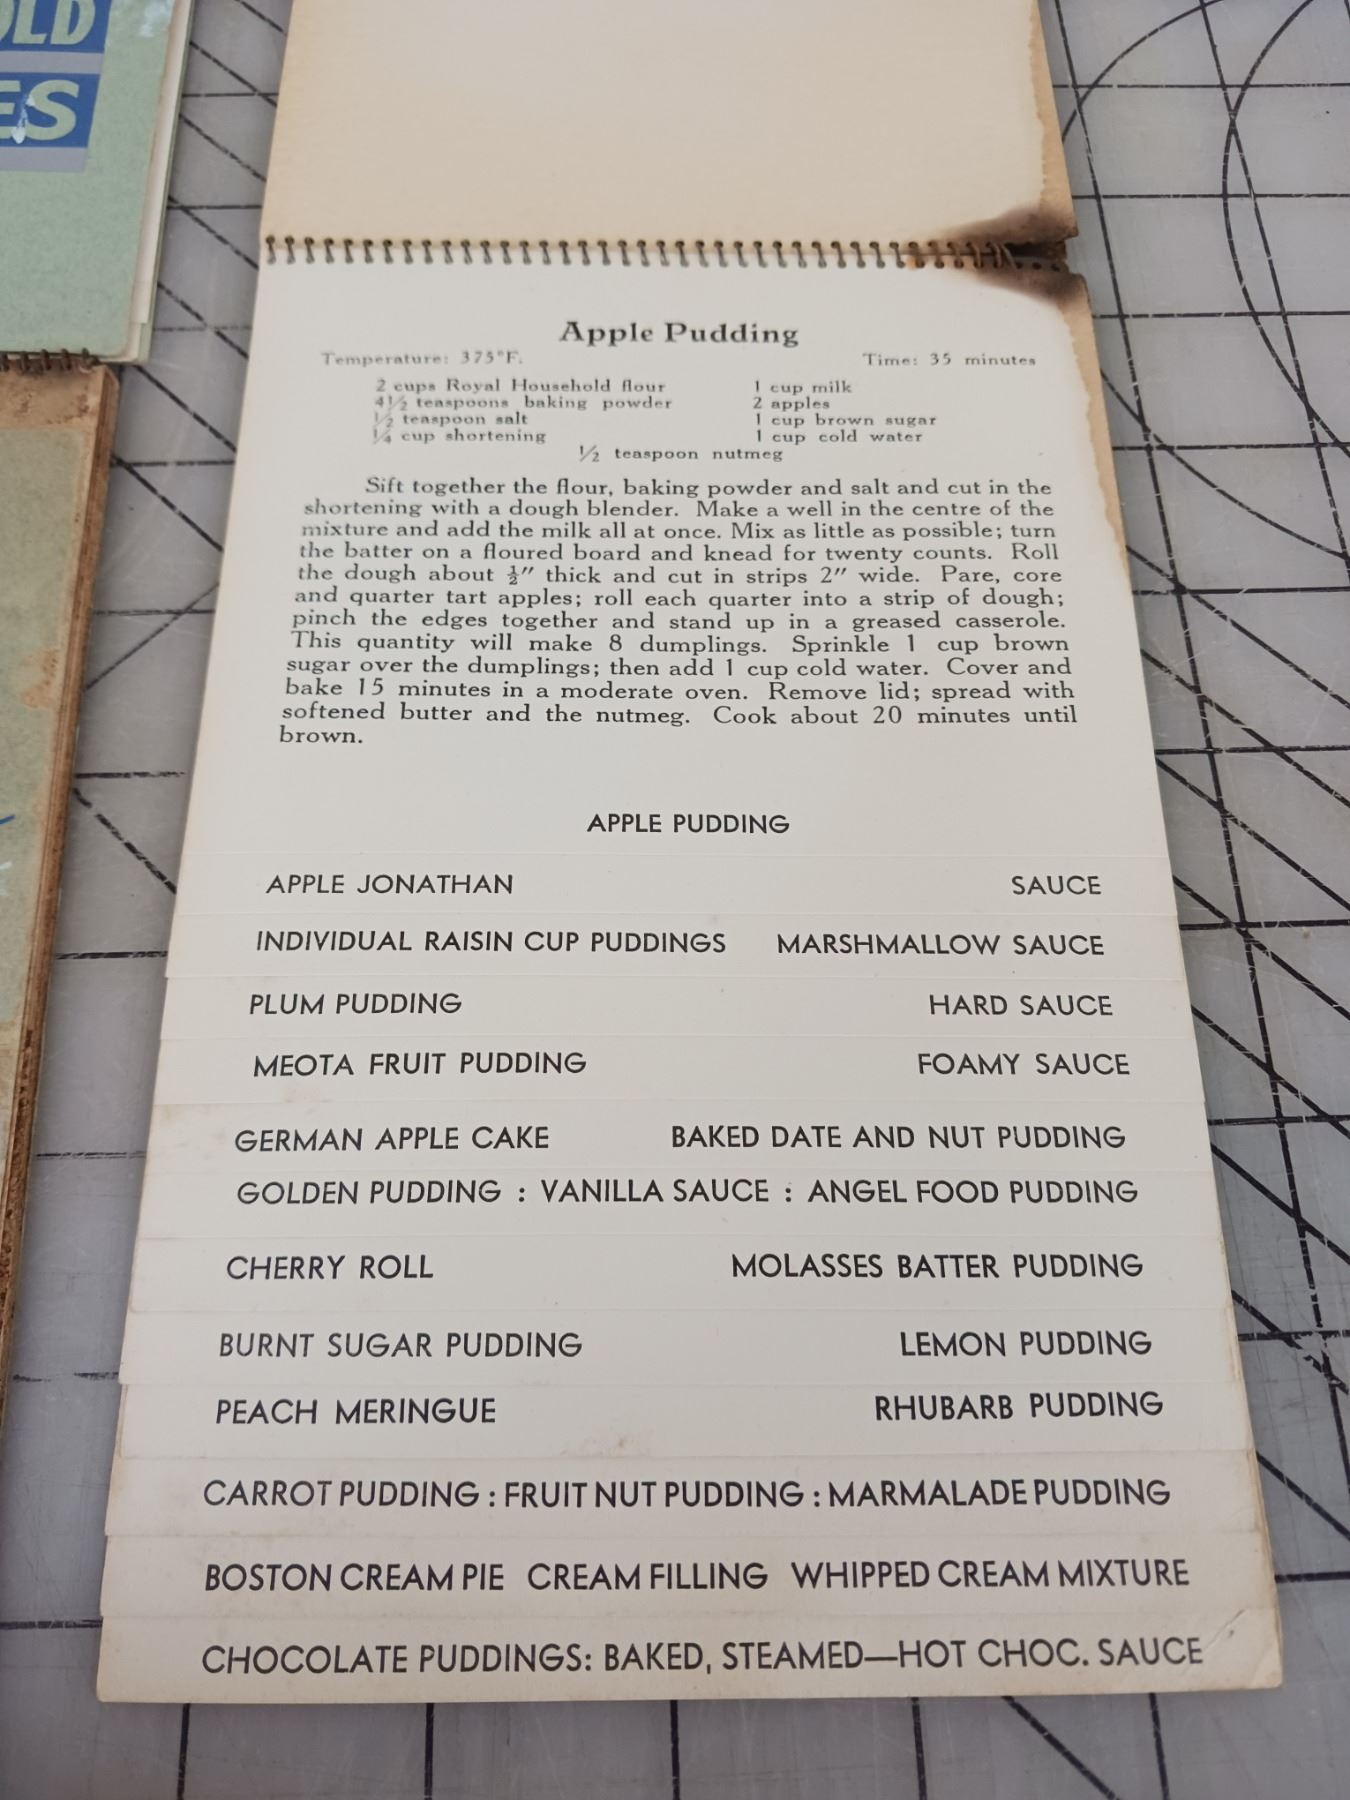 OLD
ES
Apple Pudding
Temperature: 375°F. Time: 35 minutes
2 cups Royal Household flour 1 cup milk
4½ teaspoons baking powder 2 apples
½ teaspoon salt 1 cup brown sugar
¼ cup shortening 1 cup cold water
½ teaspoon nutmeg
Sift together the flour, baking powder and salt and cut in the
shortening with a dough blender. Make a well in the centre of the
mixture and add the milk all at once. Mix as little as possible; turn
the batter on a floured board and knead for twenty counts. Roll
the dough about ½″ thick and cut in strips 2″ wide. Pare, core
and quarter tart apples; roll each quarter into a strip of dough;
pinch the edges together and stand up in a greased casserole.
This quantity will make 8 dumplings. Sprinkle 1 cup brown
sugar over the dumplings; then add 1 cup cold water. Cover and
bake 15 minutes in a moderate oven. Remove lid; spread with
softened butter and the nutmeg. Cook about 20 minutes until
brown.
APPLE PUDDING
APPLE JONATHAN SAUCE
INDIVIDUAL RAISIN CUP PUDDINGS MARSHMALLOW SAUCE
PLUM PUDDING HARD SAUCE
MEOTA FRUIT PUDDING FOAMY SAUCE
GERMAN APPLE CAKE BAKED DATE AND NUT PUDDING
GOLDEN PUDDING : VANILLA SAUCE : ANGEL FOOD PUDDING
CHERRY ROLL MOLASSES BATTER PUDDING
BURNT SUGAR PUDDING LEMON PUDDING
PEACH MERINGUE RHUBARB PUDDING
CARROT PUDDING : FRUIT NUT PUDDING : MARMALADE PUDDING
BOSTON CREAM PIE CREAM FILLING WHIPPED CREAM MIXTURE
CHOCOLATE PUDDINGS: BAKED, STEAMED—HOT CHOC. SAUCE